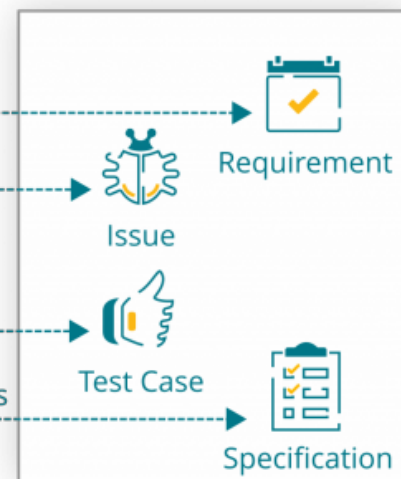 Requirement
Issue
Test Case
s
Specification